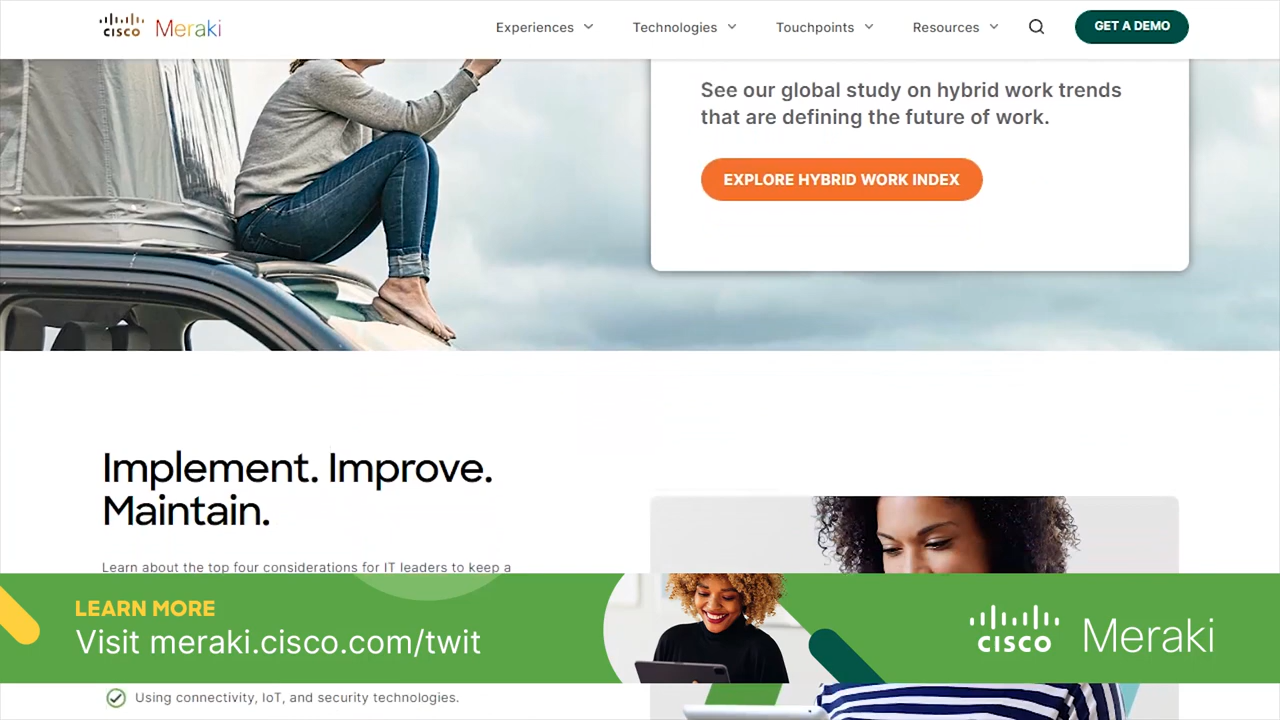 CISCO Meraki
Experiences
Technologies
Touchpoints
Resources
GET A DEMO
See our global study on hybrid work trends
that are defining the future of work.
EXPLORE HYBRID WORK INDEX
Implement. Improve.
Maintain.
Learn about the top four considerations for IT leaders to keep a
LEARN MORE
Visit meraki.cisco.com/twit
CISCO Meraki
Using connectivity, IoT, and security technologies.